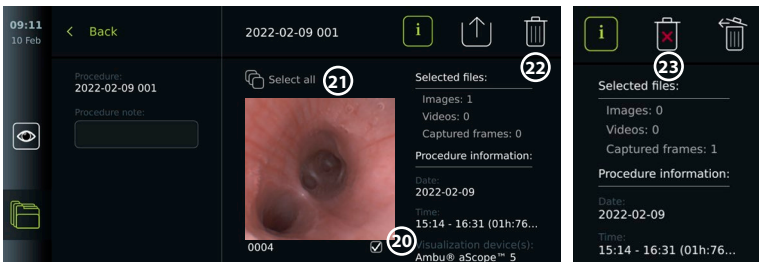 09:11
10 Feb
Back
2022-02-09 001
i
22
Procedure:
2022-02-09 001
Procedure note:
Select all
21
0004
20
Selected files:
Images: 1
Videos: 0
Captured frames: 0
Procedure information:
Date:
2022-02-09
Time:
15:14 - 16:31 (01h:76...
Visualization device(s):
Ambu® aScope™ 5
i
23
Selected files:
Images: 0
Videos: 0
Captured frames: 1
Procedure information:
Date:
2022-02-09
Time:
15:14 - 16:31 (01h:76...